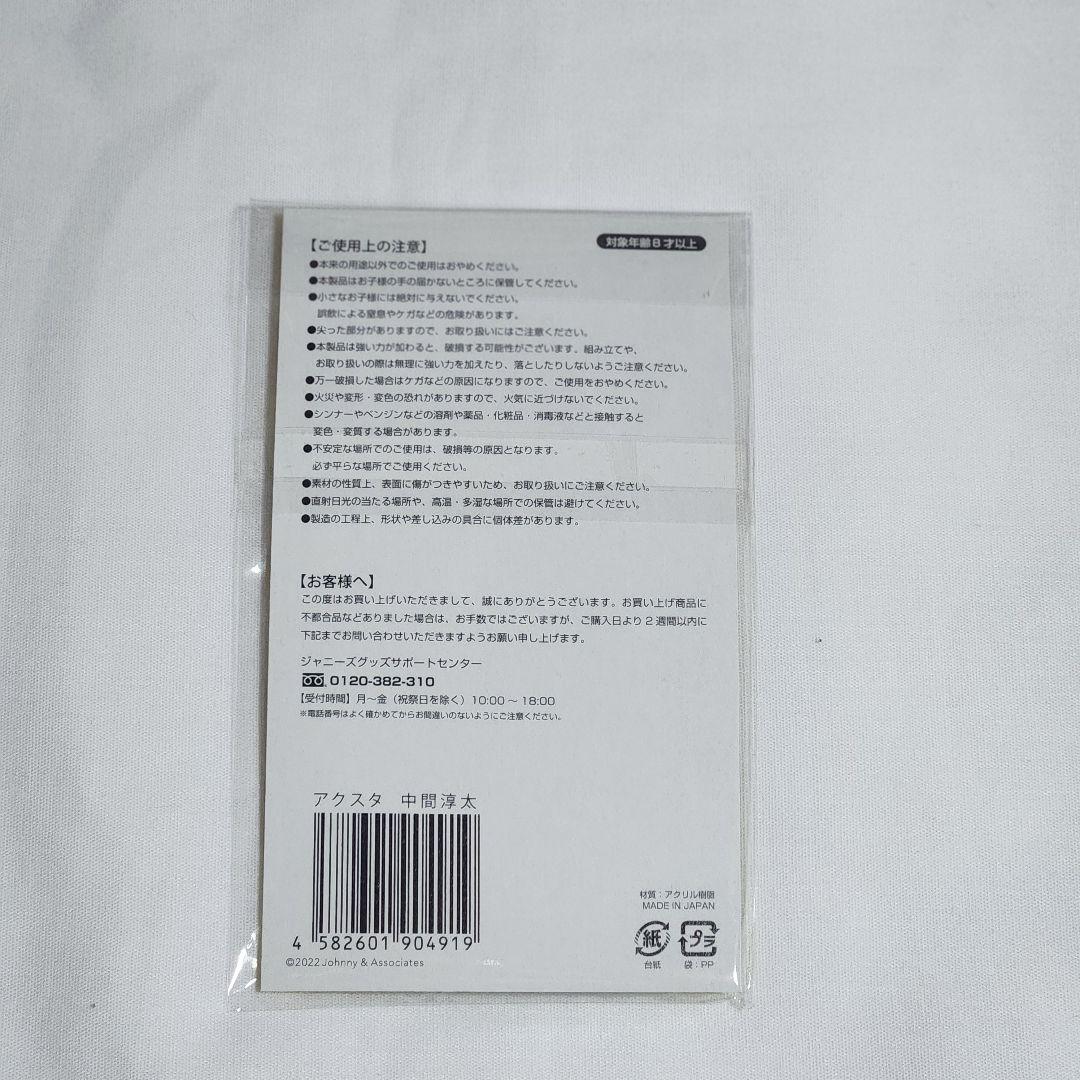 【ご使用上の注意】
対象年齢8才以上
●本来の用途以外でのご使用はおやめください。
●本製品はお子様の手の届かないところに保管してください。
●小さなお子様には絶対に与えないでください。
誤飲による窒息やケガなどの危険があります。
●尖った部分がありますので、お取り扱いにはご注意ください。
●本製品は強い力が加わると、破損する可能性がございます。組み立てや、
お取り扱いの際は無理に強い力を加えたり、落としたりしないようご注意ください。
●万一破損した場合はケガなどの原因になりますので、ご使用をおやめください。
●火災や変形・変色の恐れがありますので、火気に近づけないでください。
●シンナーやベンジンなどの溶剤や薬品・化粧品・消毒液などと接触すると
変色・変質する場合があります。
●不安定な場所でのご使用は、破損等の原因となります。
必ず平らな場所でご使用ください。
●素材の性質上、表面に傷がつきやすいため、お取り扱いにご注意ください。
●直射日光の当たる場所や、高温・多湿な場所での保管は避けてください。
●製造の工程上、形状や差し込みの具合に個体差があります。
【お客様へ】
この度はお買い上げいただきまして、誠にありがとうございます。お買い上げ商品に
不都合品などありました場合は、お手数ではございますが、ご購入日より2週間以内に
下記までお問い合わせいただきますようお願い申し上げます。
ジャニーズグッズサポートセンター
0120-382-310
【受付時間】月〜金（祝祭日を除く）10:00〜18:00
※電話番号はよく確かめてからお間違いのないようにご注意ください。
アクスタ 中間淳太
4 582601 904919
©2022 Johnny & Associates
材質：アクリル樹脂
MADE IN JAPAN
紙 プラ
台紙 袋：PP